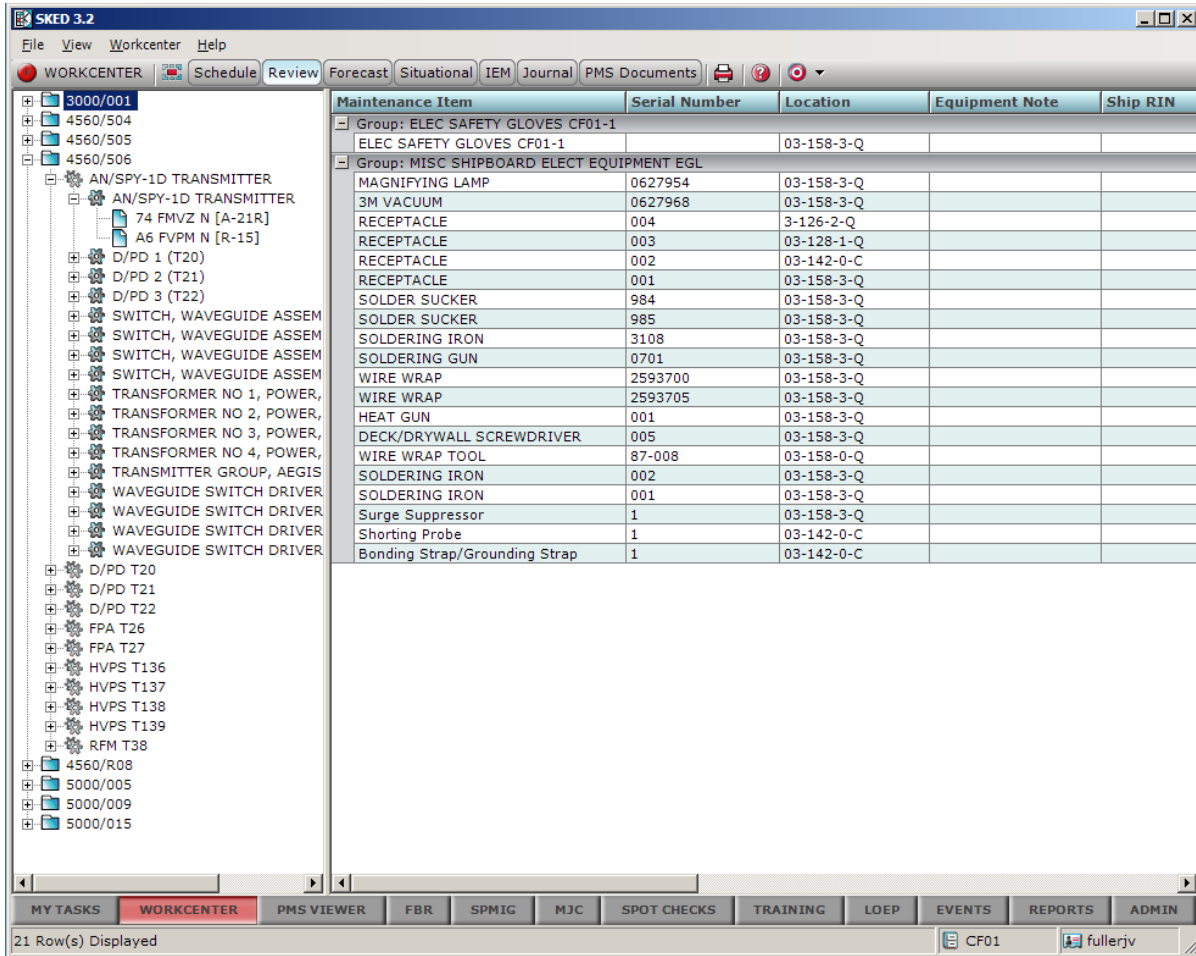 SKED 3.2
File View Workcenter Help
WORKCENTER Schedule Review Forecast Situational IEM Journal PMS Documents
3000/001
4560/504
4560/505
4560/506
AN/SPY-1D TRANSMITTER
AN/SPY-1D TRANSMITTER
74 FMVZ N [A-21R]
A6 FVPM N [R-15]
D/PD 1 (T20)
D/PD 2 (T21)
D/PD 3 (T22)
SWITCH, WAVEGUIDE ASSEM
SWITCH, WAVEGUIDE ASSEM
SWITCH, WAVEGUIDE ASSEM
SWITCH, WAVEGUIDE ASSEM
TRANSFORMER NO 1, POWER,
TRANSFORMER NO 2, POWER,
TRANSFORMER NO 3, POWER,
TRANSFORMER NO 4, POWER,
TRANSMITTER GROUP, AEGIS
WAVEGUIDE SWITCH DRIVER
WAVEGUIDE SWITCH DRIVER
WAVEGUIDE SWITCH DRIVER
WAVEGUIDE SWITCH DRIVER
D/PD T20
D/PD T21
D/PD T22
FPA T26
FPA T27
HVPS T136
HVPS T137
HVPS T138
HVPS T139
RFM T38
4560/R08
5000/005
5000/009
5000/015
Maintenance Item Serial Number Location Equipment Note Ship RIN
Group: ELEC SAFETY GLOVES CF01-1
ELEC SAFETY GLOVES CF01-1 03-158-3-Q
Group: MISC SHIPBOARD ELECT EQUIPMENT EGL
MAGNIFYING LAMP 0627954 03-158-3-Q
3M VACUUM 0627968 03-158-3-Q
RECEPTACLE 004 3-126-2-Q
RECEPTACLE 003 03-128-1-Q
RECEPTACLE 002 03-142-0-C
RECEPTACLE 001 03-158-3-Q
SOLDER SUCKER 984 03-158-3-Q
SOLDER SUCKER 985 03-158-3-Q
SOLDERING IRON 3108 03-158-3-Q
SOLDERING GUN 0701 03-158-3-Q
WIRE WRAP 2593700 03-158-3-Q
WIRE WRAP 2593705 03-158-3-Q
HEAT GUN 001 03-158-3-Q
DECK/DRYWALL SCREWDRIVER 005 03-158-3-Q
WIRE WRAP TOOL 87-008 03-158-0-Q
SOLDERING IRON 002 03-158-3-Q
SOLDERING IRON 001 03-158-3-Q
Surge Suppressor 1 03-158-3-Q
Shorting Probe 1 03-142-0-C
Bonding Strap/Grounding Strap 1 03-142-0-C
MY TASKS WORKCENTER PMS VIEWER FBR SPMIG MJC SPOT CHECKS TRAINING LOEP EVENTS REPORTS ADMIN
21 Row(s) Displayed CF01 fullerjv